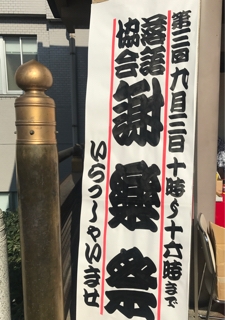 第三回 九月三日 十時〜十六時まで
落語協会 謝樂祭
いらっしゃいませ